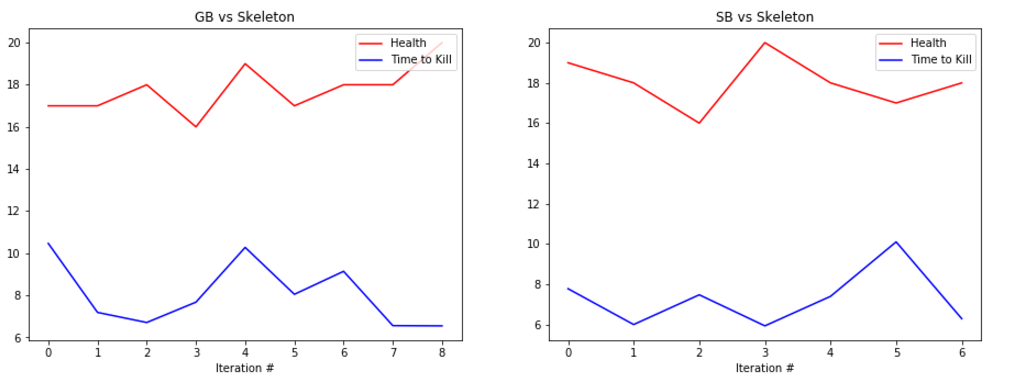 GB vs Skeleton
Health
Time to Kill
20
18
16
14
12
10
8
6
0 1 2 3 4 5 6 7 8
Iteration #
SB vs Skeleton
Health
Time to Kill
20
18
16
14
12
10
8
6
0 1 2 3 4 5 6
Iteration #